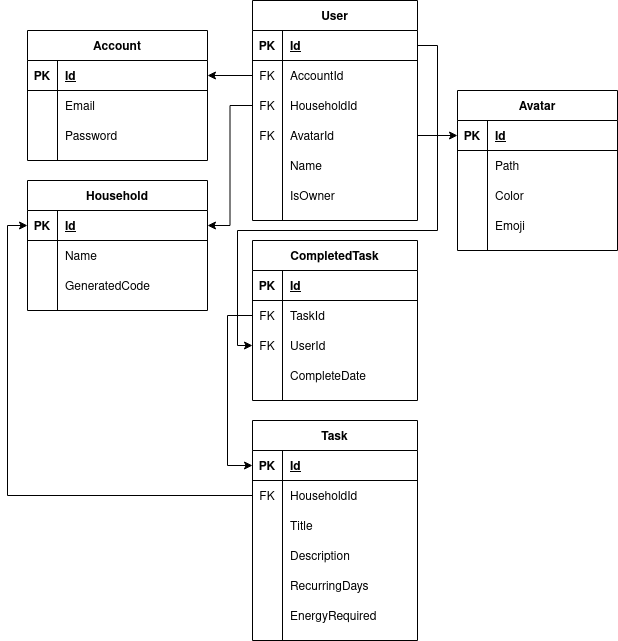 User
PK Id
FK AccountId
FK HouseholdId
FK AvatarId
Name
IsOwner
Account
PK Id
Email
Password
Avatar
PK Id
Path
Color
Emoji
Household
PK Id
Name
GeneratedCode
CompletedTask
PK Id
FK TaskId
FK UserId
CompleteDate
Task
PK Id
FK HouseholdId
Title
Description
RecurringDays
EnergyRequired